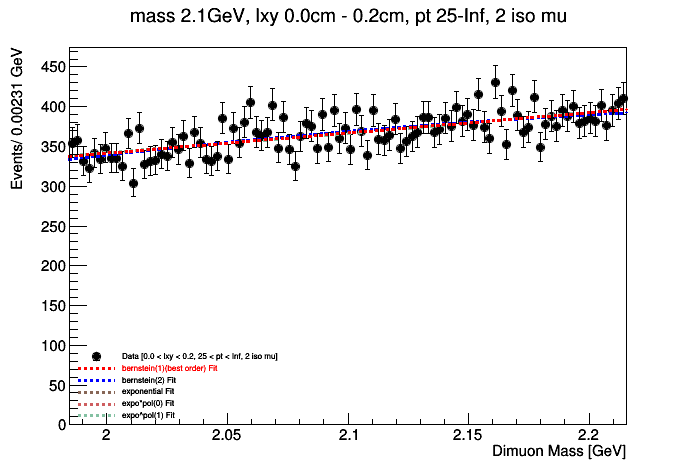 mass 2.1GeV, lxy 0.0cm - 0.2cm, pt 25-Inf, 2 iso mu
Events/ 0.00231 GeV
450
400
350
300
250
200
150
100
50
0
Data [0.0 < lxy < 0.2, 25 < pt < Inf, 2 iso mu]
bernstein(1)(best order) Fit
bernstein(2) Fit
exponential Fit
expo*pol(0) Fit
expo*pol(1) Fit
2 2.05 2.1 2.15 2.2
Dimuon Mass [GeV]